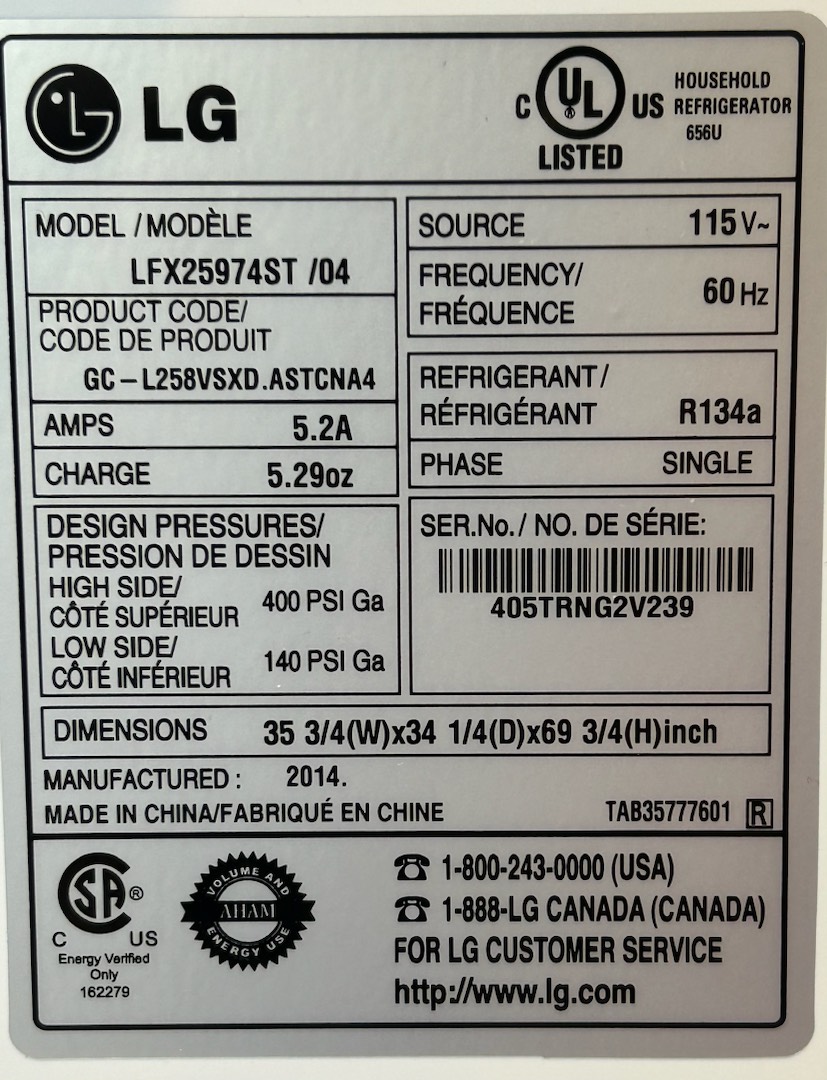 LG
C UL US
LISTED
HOUSEHOLD
REFRIGERATOR
656U
MODEL / MODÈLE
LFX25974ST /04
PRODUCT CODE/
CODE DE PRODUIT
GC – L258VSXD.ASTCNA4
AMPS 5.2A
CHARGE 5.29oz
DESIGN PRESSURES/
PRESSION DE DESSIN
HIGH SIDE/
CÔTÉ SUPÉRIEUR 400 PSI Ga
LOW SIDE/
CÔTÉ INFÉRIEUR 140 PSI Ga
SOURCE 115V~
FREQUENCY/
FRÉQUENCE 60 Hz
REFRIGERANT/
RÉFRIGÉRANT R134a
PHASE SINGLE
SER.No./ NO. DE SÉRIE:
405TRNG2V239
DIMENSIONS 35 3/4(W)x34 1/4(D)x69 3/4(H)inch
MANUFACTURED : 2014.
MADE IN CHINA/FABRIQUÉ EN CHINE TAB35777601 R
SA ®
C US
Energy Verified
Only
162279
VOLUME AND
AHAM
ENERGY USE
☎ 1-800-243-0000 (USA)
☎ 1-888-LG CANADA (CANADA)
FOR LG CUSTOMER SERVICE
http://www.lg.com